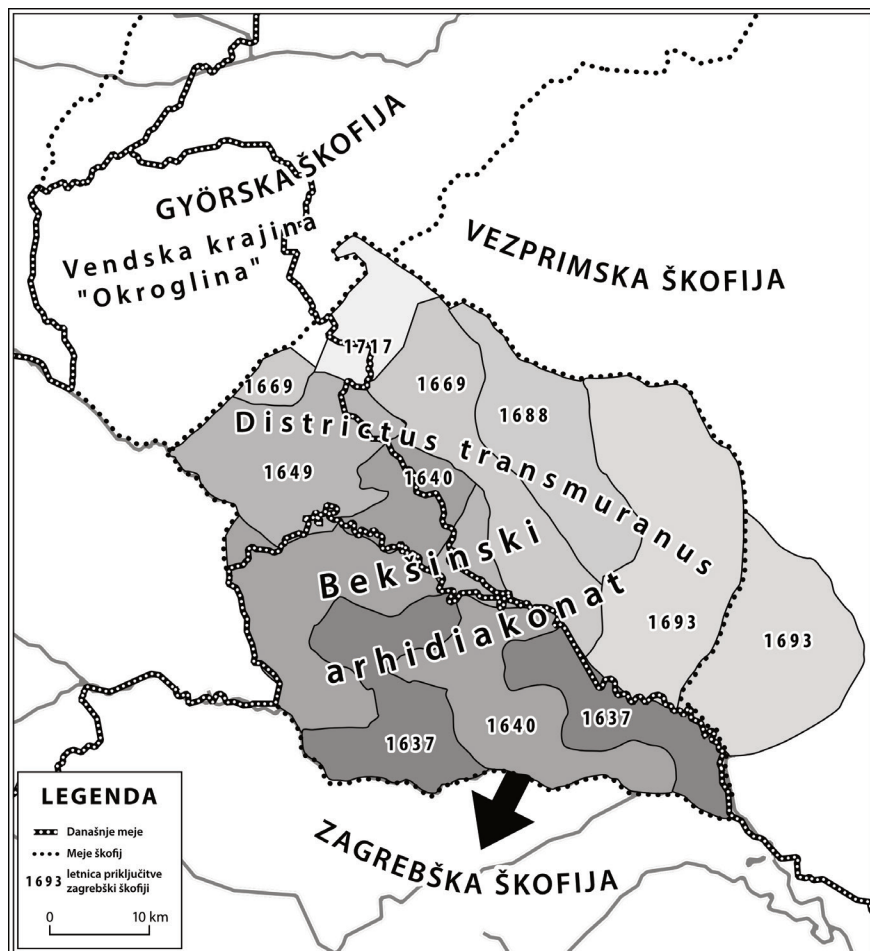 GYÖRSKA ŠKOFIJA
Vendska krajina
"Okroglina"
VEZPRIMSKA ŠKOFIJA
1717
1669
1669
1688
Districtus transmuranus
1649
1640
Bekšinski
arhidiakonat
1693
1693
1637
1640
1637
ZAGREBŠKA ŠKOFIJA
LEGENDA
Današnje meje
Meje škofij
1693 letnica priključitve
zagrebški škofiji
0 10 km